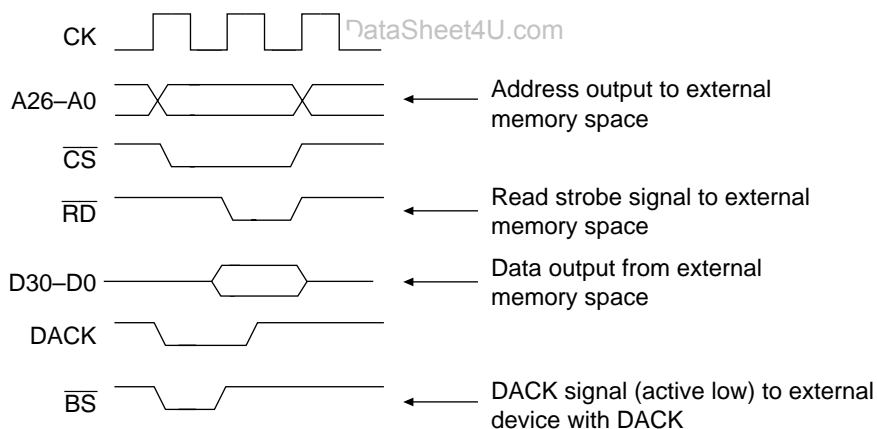 DataSheet4U.com
CK
A26–A0
Address output to external
memory space
CS
RD
Read strobe signal to external
memory space
D30–D0
Data output from external
memory space
DACK
BS
DACK signal (active low) to external
device with DACK